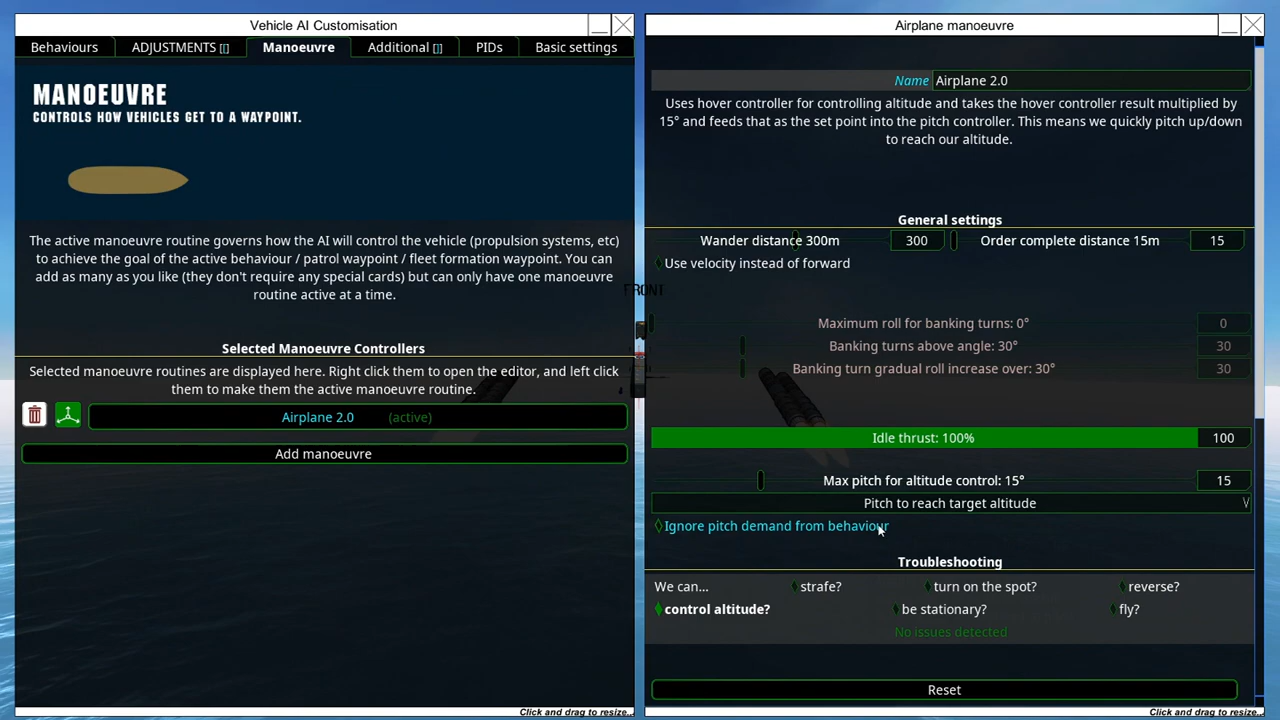 Vehicle AI Customisation
Behaviours
ADJUSTMENTS [[]
Manoeuvre
Additional []]
PIDs
Basic settings
MANOEUVRE
CONTROLS HOW VEHICLES GET TO A WAYPOINT.
The active manoeuvre routine governs how the AI will control the vehicle (propulsion systems, etc)
to achieve the goal of the active behaviour / patrol waypoint / fleet formation waypoint. You can
add as many as you like (they don't require any special cards) but can only have one manoeuvre
routine active at a time.
Selected Manoeuvre Controllers
Selected manoeuvre routines are displayed here. Right click them to open the editor, and left click
them to make them the active manoeuvre routine.
Airplane 2.0 (active)
Add manoeuvre
Click and drag to resize...
FRONT
Airplane manoeuvre
Name Airplane 2.0
Uses hover controller for controlling altitude and takes the hover controller result multiplied by
15° and feeds that as the set point into the pitch controller. This means we quickly pitch up/down
to reach our altitude.
General settings
Wander distance 300m 300 Order complete distance 15m 15
Use velocity instead of forward
Maximum roll for banking turns: 0° 0
Banking turns above angle: 30° 30
Banking turn gradual roll increase over: 30° 30
Idle thrust: 100% 100
Max pitch for altitude control: 15° 15
Pitch to reach target altitude V
Ignore pitch demand from behaviour
Troubleshooting
We can... strafe? turn on the spot? reverse?
control altitude? be stationary? fly?
No issues detected
Reset
Click and drag to resize...